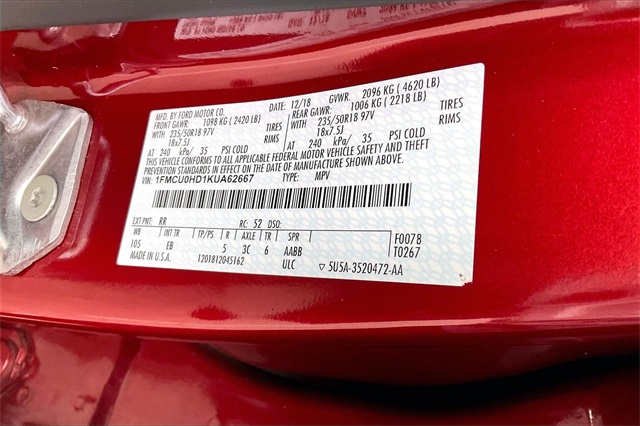 MFD. BY FORD MOTOR CO.
DATE: 12/18 GVWR. 2096 KG ( 4620 LB)
FRONT GAWR: 1098 KG ( 2420 LB) REAR GAWR: 1006 KG ( 2218 LB)
WITH 235/50R18 97V TIRES WITH 235/50R18 97V TIRES
18x7.5J RIMS 18x7.5J RIMS
AT 240 kPa/ 35 PSI COLD AT 240 kPa/ 35 PSI COLD
THIS VEHICLE CONFORMS TO ALL APPLICABLE FEDERAL MOTOR VEHICLE SAFETY AND THEFT
PREVENTION STANDARDS IN EFFECT ON THE DATE OF MANUFACTURE SHOWN ABOVE.
VIN: 1FMCU0HD1KUA62667 TYPE: MPV
EXT PNT: RR RC: 52 DSO:
WB INT TR TP/PS R AXLE TR SPR F0078
105 EB 5 3C 6 AABB T0267
MADE IN U.S.A. 1201812045162 ULC 5U5A-3520472-AA